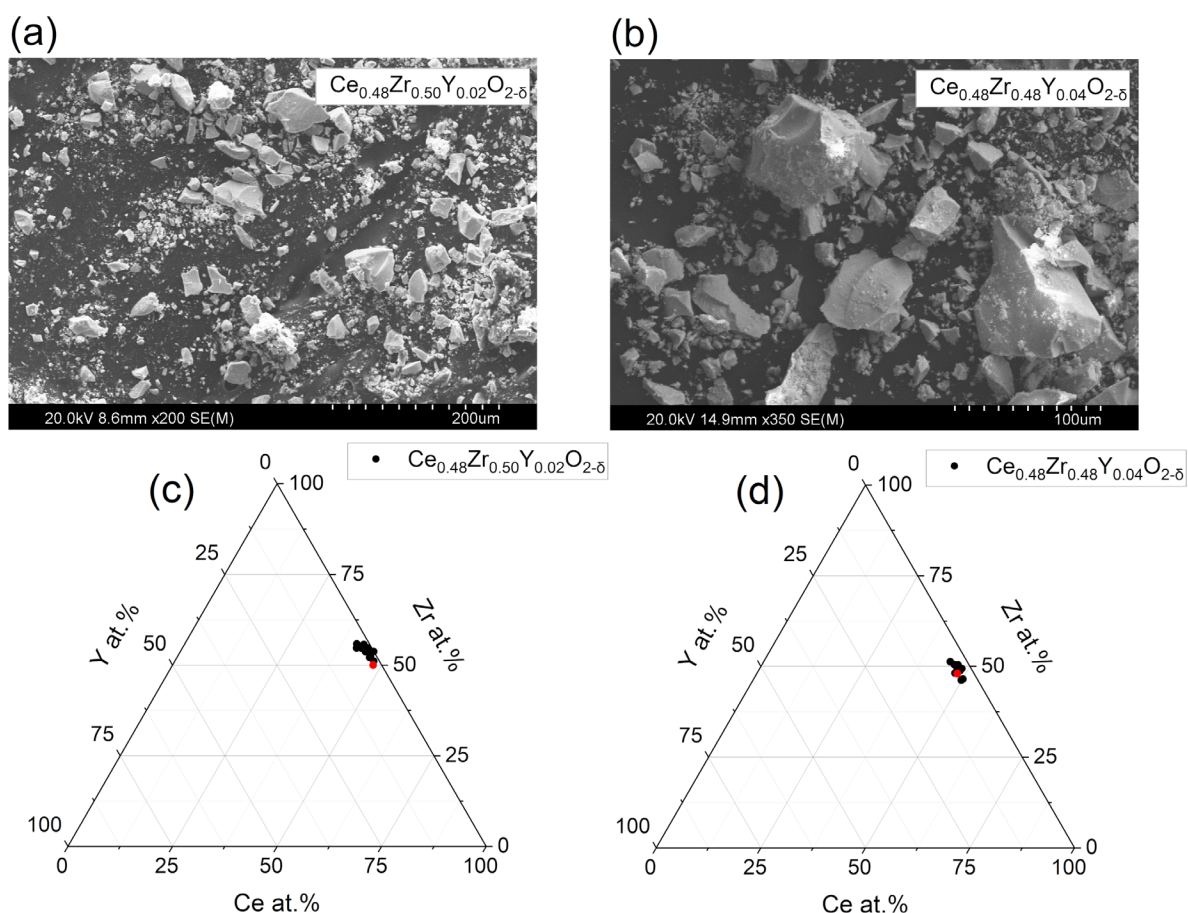 (a)
(b)
Ce0.48Zr0.50Y0.02O2-δ
Ce0.48Zr0.48Y0.04O2-δ
20.0kV 8.6mm x200 SE(M)
200um
20.0kV 14.9mm x350 SE(M)
100um
(c)
Ce0.48Zr0.50Y0.02O2-δ
0
100
25
75
Y at.%
Zr at.%
50
50
75
25
100
0
0
25
50
75
100
Ce at.%
(d)
Ce0.48Zr0.48Y0.04O2-δ
0
100
25
75
Y at.%
Zr at.%
50
50
75
25
100
0
0
25
50
75
100
Ce at.%